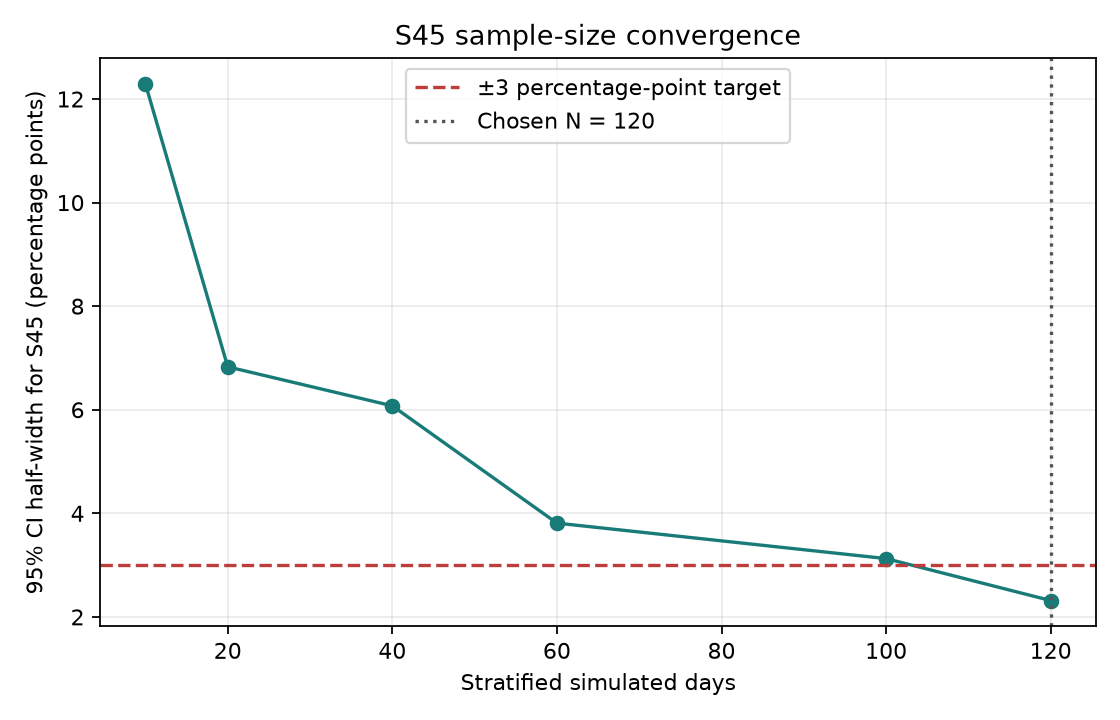 S45 sample-size convergence
±3 percentage-point target
Chosen N = 120
95% CI half-width for S45 (percentage points)
12
10
8
6
4
2
20
40
60
80
100
120
Stratified simulated days